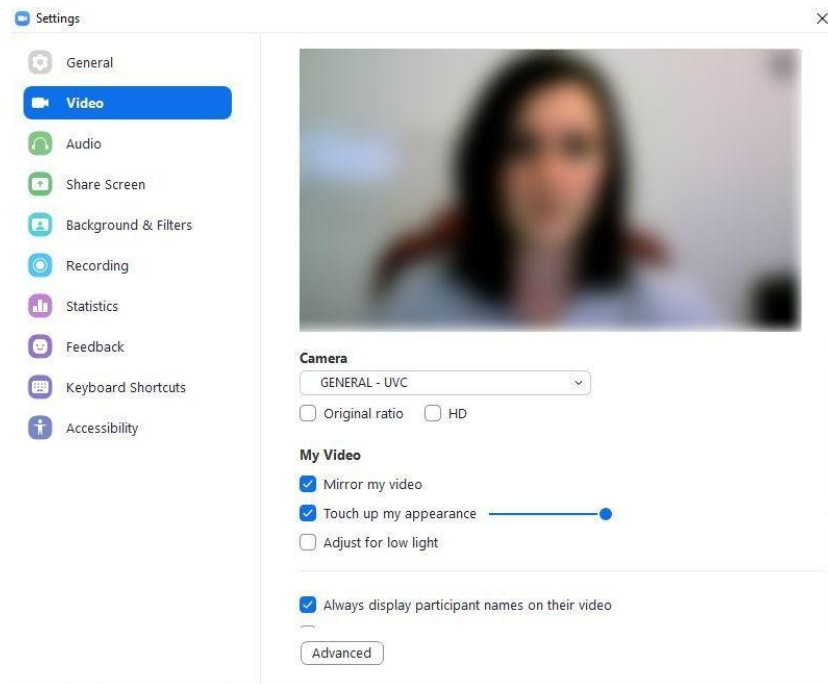 Settings
General
Video
Audio
Share Screen
Background & Filters
Recording
Statistics
Feedback
Keyboard Shortcuts
Accessibility
Camera
GENERAL - UVC
Original ratio HD
My Video
Mirror my video
Touch up my appearance
Adjust for low light
Always display participant names on their video
Advanced